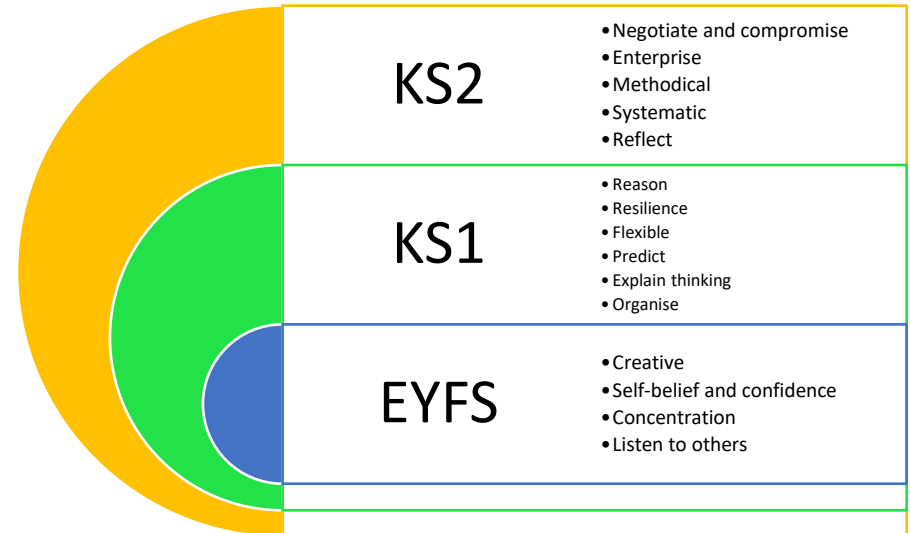 KS2
•Negotiate and compromise
•Enterprise
•Methodical
•Systematic
•Reflect
KS1
•Reason
•Resilience
•Flexible
•Predict
•Explain thinking
•Organise
EYFS
•Creative
•Self-belief and confidence
•Concentration
•Listen to others